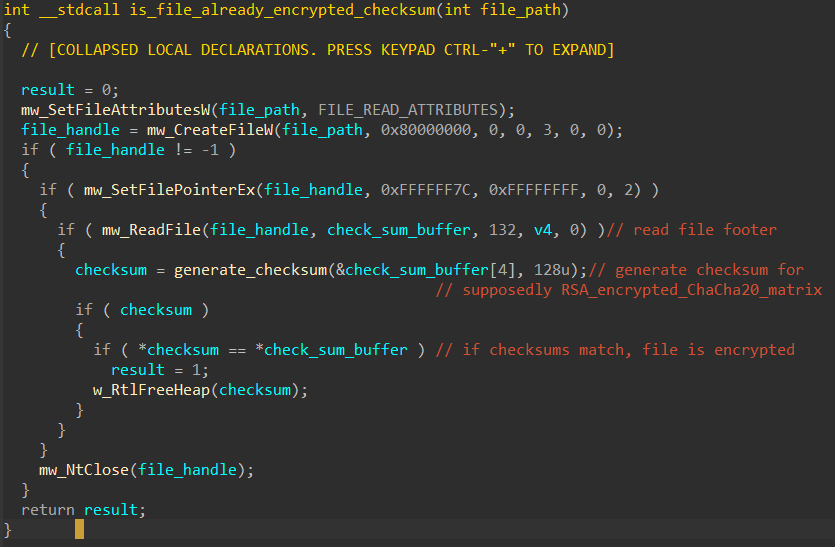 int __stdcall is_file_already_encrypted_checksum(int file_path)
{
  // [COLLAPSED LOCAL DECLARATIONS. PRESS KEYPAD CTRL-"+" TO EXPAND]

  result = 0;
  mw_SetFileAttributesW(file_path, FILE_READ_ATTRIBUTES);
  file_handle = mw_CreateFileW(file_path, 0x80000000, 0, 0, 3, 0, 0);
  if ( file_handle != -1 )
  {
    if ( mw_SetFilePointerEx(file_handle, 0xFFFFFF7C, 0xFFFFFFFF, 0, 2) )
    {
      if ( mw_ReadFile(file_handle, check_sum_buffer, 132, v4, 0) )// read file footer
      {
        checksum = generate_checksum(&check_sum_buffer[4], 128u);// generate checksum for
                                                // supposedly RSA_encrypted_ChaCha20_matrix
        if ( checksum )
        {
          if ( *checksum == *check_sum_buffer ) // if checksums match, file is encrypted
            result = 1;
          w_RtlFreeHeap(checksum);
        }
      }
    }
    mw_NtClose(file_handle);
  }
  return result;
}